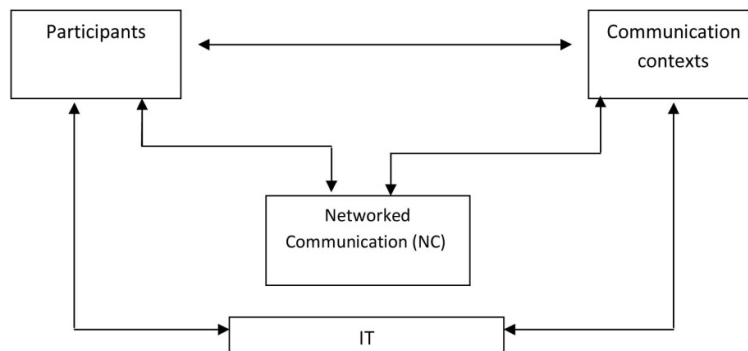 Participants
Communication
contexts
Networked
Communication (NC)
IT